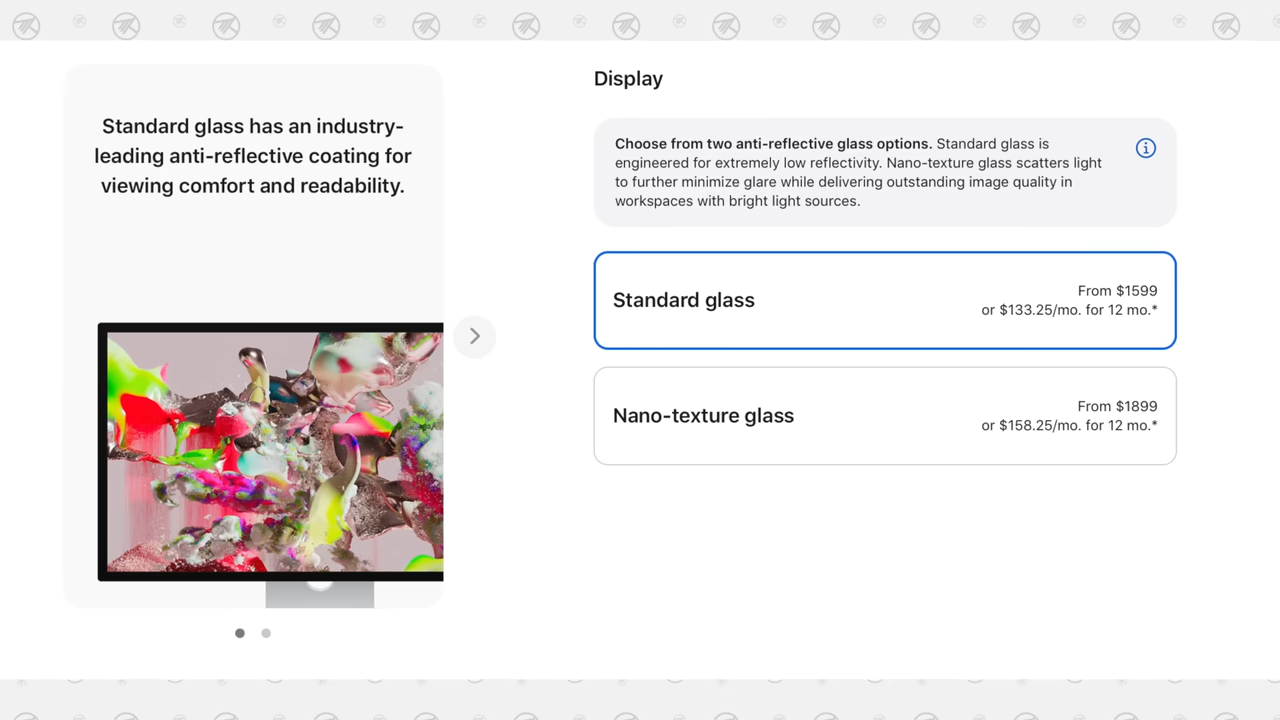 Standard glass has an industry-
leading anti-reflective coating for
viewing comfort and readability.
Display
Choose from two anti-reflective glass options. Standard glass is
engineered for extremely low reflectivity. Nano-texture glass scatters light
to further minimize glare while delivering outstanding image quality in
workspaces with bright light sources.
Standard glass
From $1599
or $133.25/mo. for 12 mo.*
Nano-texture glass
From $1899
or $158.25/mo. for 12 mo.*